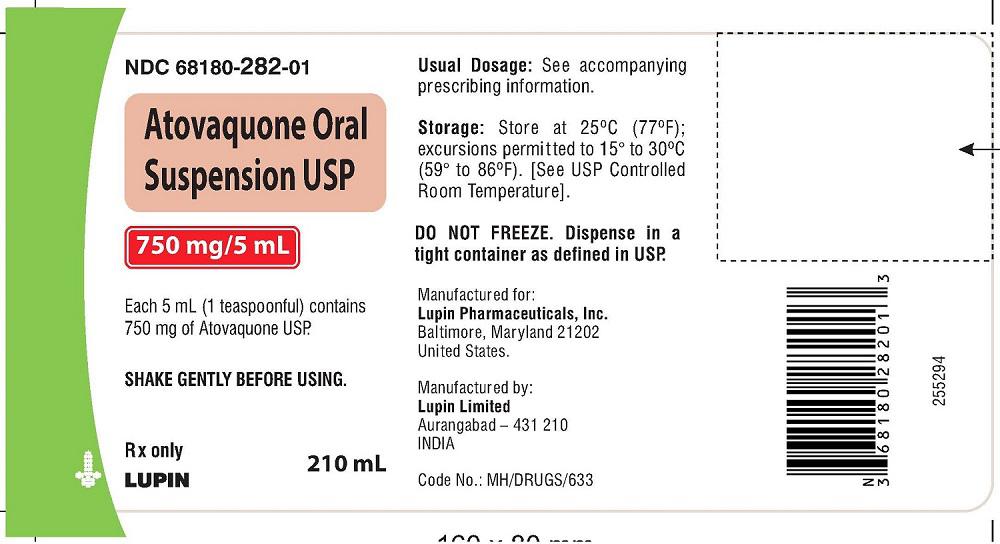 NDC 68180-282-01
Atovaquone Oral
Suspension USP
750 mg/5 mL
Each 5 mL (1 teaspoonful) contains
750 mg of Atovaquone USP.
SHAKE GENTLY BEFORE USING.
Rx only
LUPIN
210 mL
Usual Dosage: See accompanying
prescribing information.
Storage: Store at 25ºC (77ºF);
excursions permitted to 15° to 30ºC
(59° to 86ºF). [See USP Controlled
Room Temperature].
DO NOT FREEZE. Dispense in a
tight container as defined in USP.
Manufactured for:
Lupin Pharmaceuticals, Inc.
Baltimore, Maryland 21202
United States.
Manufactured by:
Lupin Limited
Aurangabad – 431 210
INDIA
Code No.: MH/DRUGS/633
N
3 68180 28201 3
255294
160 x 80 mm